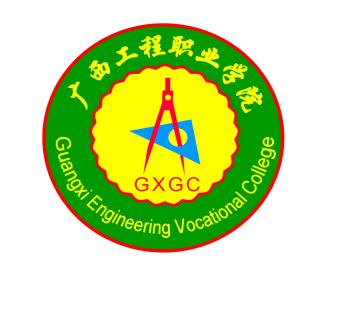 广西工程职业学院
GXGC
Guangxi Engineering Vocational College